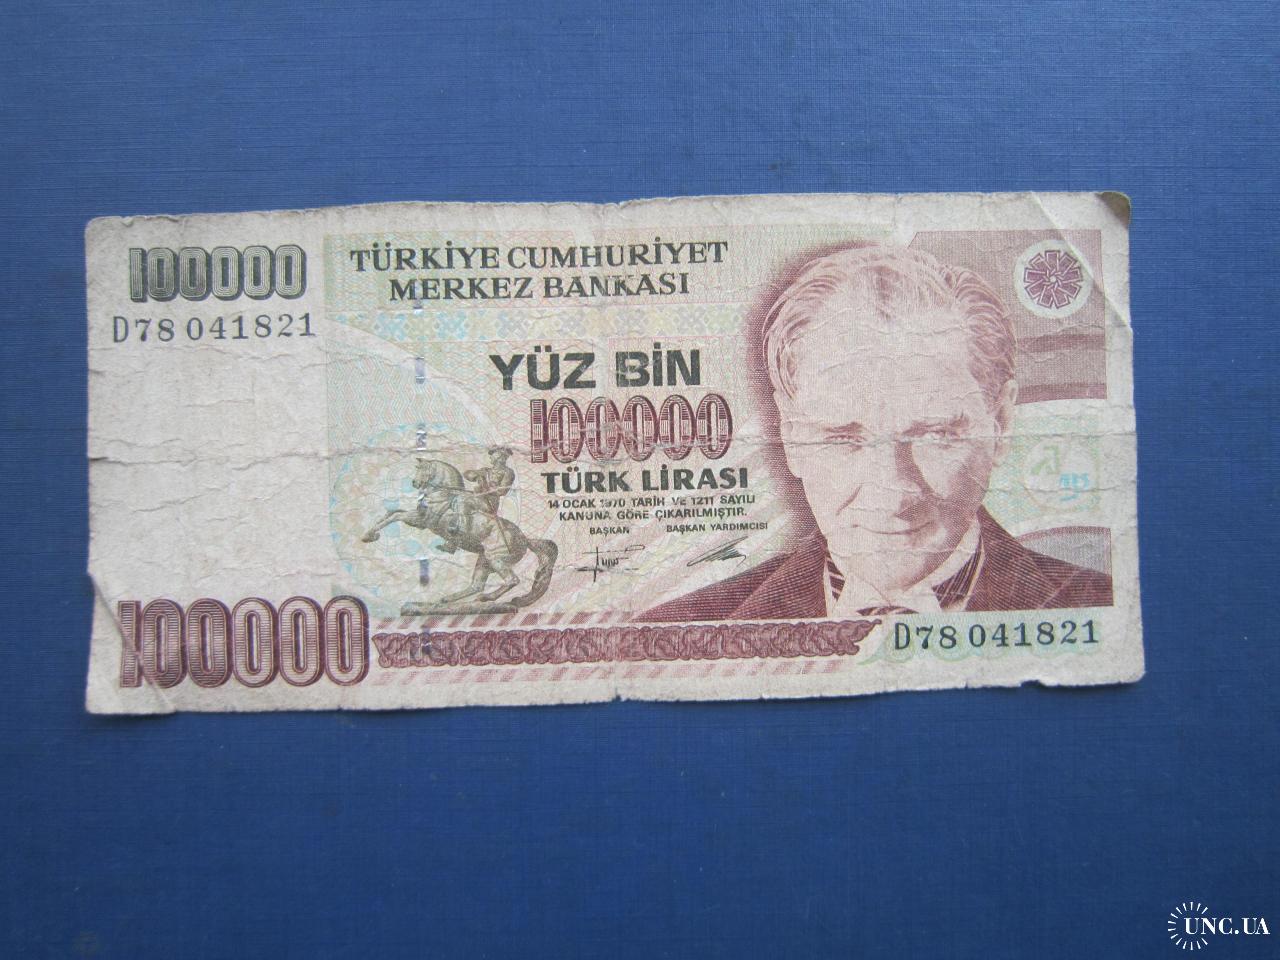 100000
D78 041821
TÜRKİYE CUMHURİYET
MERKEZ BANKASI
YÜZ BİN
100000
TÜRK LİRASI
14 OCAK 1970 TARİH VE 1211 SAYILI
KANUNA GÖRE ÇIKARILMIŞTIR.
BAŞKAN BAŞKAN YARDIMCISI
100000
D78 041821
UNC.UA